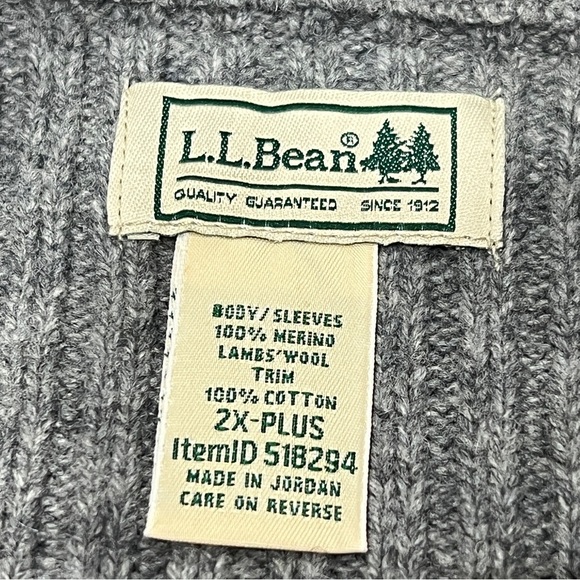 L.L.Bean®
QUALITY GUARANTEED SINCE 1912
BODY/SLEEVES
100% MERINO
LAMBS'WOOL
TRIM
100% COTTON
2X-PLUS
ItemID 518294
MADE IN JORDAN
CARE ON REVERSE